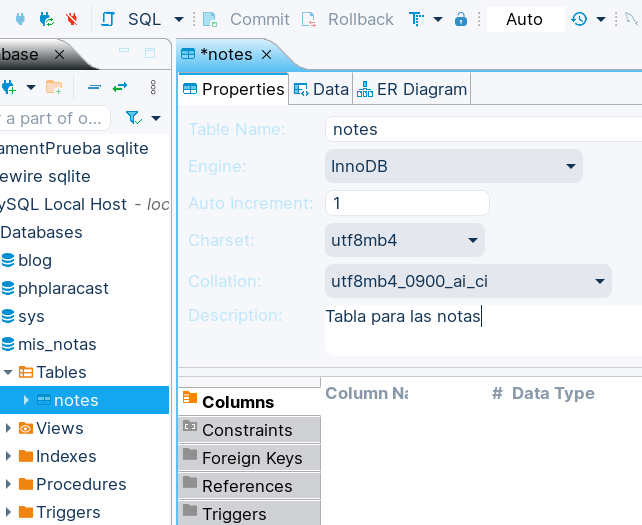 SQL Commit Rollback Auto
base *notes
Properties Data ER Diagram
r a part of o...
Table Name: notes
Engine: InnoDB
Auto Increment: 1
Charset: utf8mb4
Collation: utf8mb4_0900_ai_ci
Description: Tabla para las notas
amentPrueba sqlite
ewire sqlite
ySQL Local Host - loc
Databases
blog
phplaracast
sys
mis_notas
Tables
notes
Views
Indexes
Procedures
Triggers
Column Na # Data Type
Columns
Constraints
Foreign Keys
References
Triggers